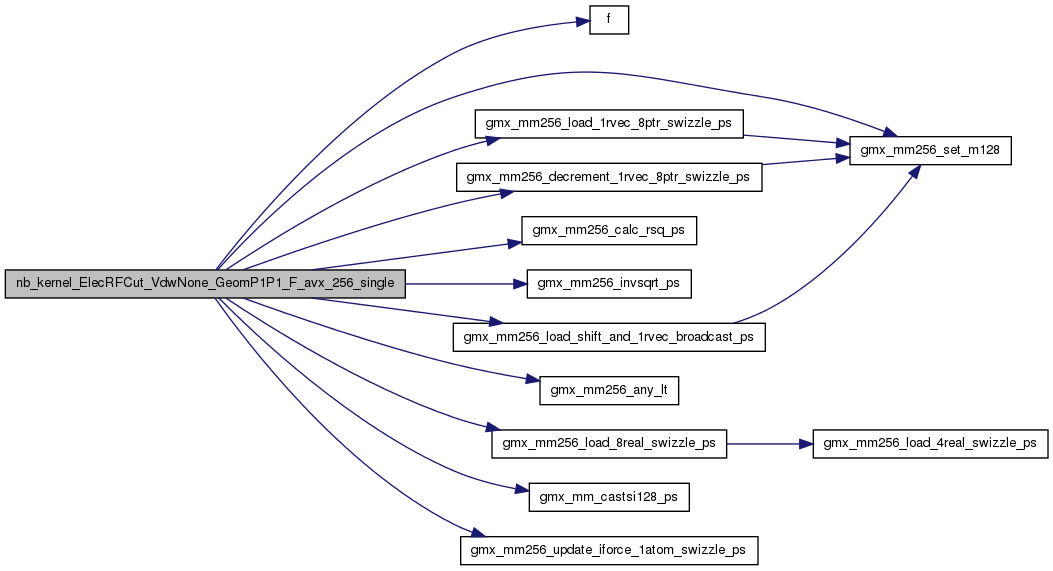 f
gmx_mm256_load_1rvec_8ptr_swizzle_ps
gmx_mm256_set_m128
gmx_mm256_decrement_1rvec_8ptr_swizzle_ps
gmx_mm256_calc_rsq_ps
nb_kernel_ElecRFCut_VdwNone_GeomP1P1_F_avx_256_single
gmx_mm256_invsqrt_ps
gmx_mm256_load_shift_and_1rvec_broadcast_ps
gmx_mm256_any_lt
gmx_mm256_load_8real_swizzle_ps
gmx_mm256_load_4real_swizzle_ps
gmx_mm_castsi128_ps
gmx_mm256_update_iforce_1atom_swizzle_ps